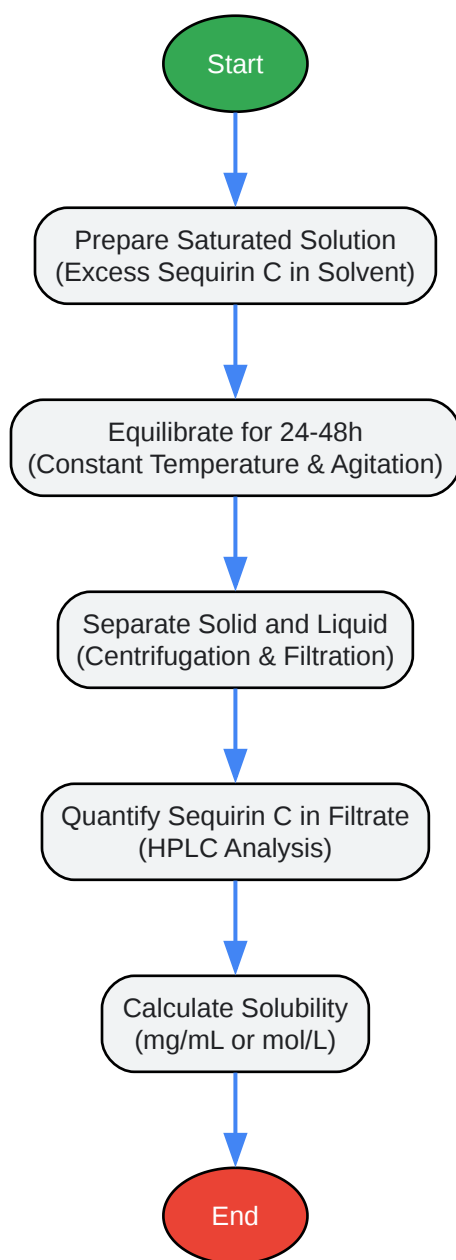 Start
Prepare Saturated Solution
(Excess Sequirin C in Solvent)
Equilibrate for 24-48h
(Constant Temperature & Agitation)
Separate Solid and Liquid
(Centrifugation & Filtration)
Quantify Sequirin C in Filtrate
(HPLC Analysis)
Calculate Solubility
(mg/mL or mol/L)
End